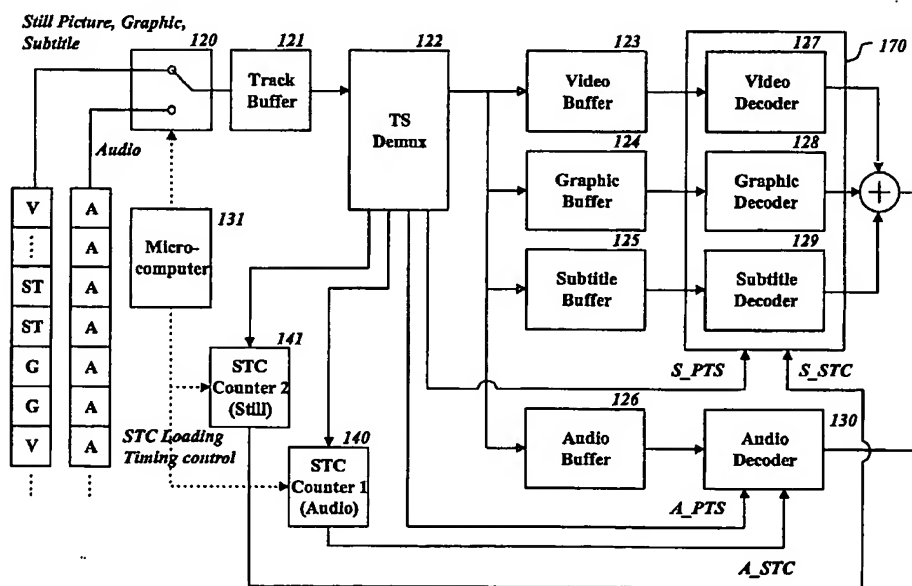 Still Picture, Graphic,
Subtitle
120
121
122
123
127
170
Track
Buffer
TS
Demux
Video
Buffer
Video
Decoder
Audio
124
128
Graphic Buffer
Graphic
Decoder
V
A
131
Micro-
computer
125
129
Subtitle Buffer
Subtitle
Decoder
A
ST
A
ST
A
G
A
G
A
V
A
141
STC
Counter 2
(Still)
S_PTS
S_STC
STC Loading
Timing control
140
STC
Counter 1
(Audio)
126
130
Audio
Buffer
Audio
Decoder
A_PTS
A_STC